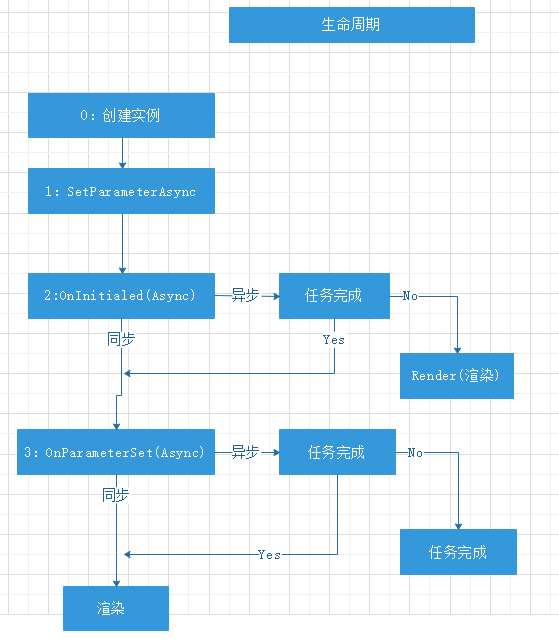 生命周期
0：创建实例
1：SetParameterAsync
2:OnInitialed(Async)
异步
任务完成
No
同步
Yes
Render(渲染)
3：OnParameterSet(Async)
异步
任务完成
No
同步
Yes
任务完成
渲染